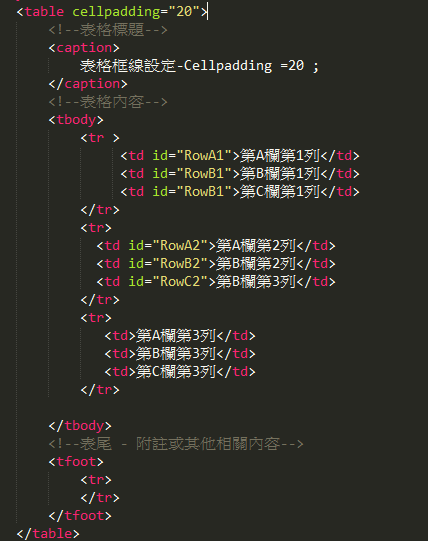 <table cellpadding="20">
<!--表格標題-->
<caption>
表格框線設定-Cellpadding =20 ;
</caption>
<!--表格內容-->
<tbody>
<tr >
<td id="RowA1">第A欄第1列</td>
<td id="RowB1">第B欄第1列</td>
<td id="RowB1">第C欄第1列</td>
</tr>
<tr>
<td id="RowA2">第A欄第2列</td>
<td id="RowB2">第B欄第2列</td>
<td id="RowC2">第B欄第3列</td>
</tr>
<tr>
<td>第A欄第3列</td>
<td>第B欄第3列</td>
<td>第C欄第3列</td>
</tr>
</tbody>
<!--表尾 - 附註或其他相關內容-->
<tfoot>
<tr>
</tr>
</tfoot>
</table>